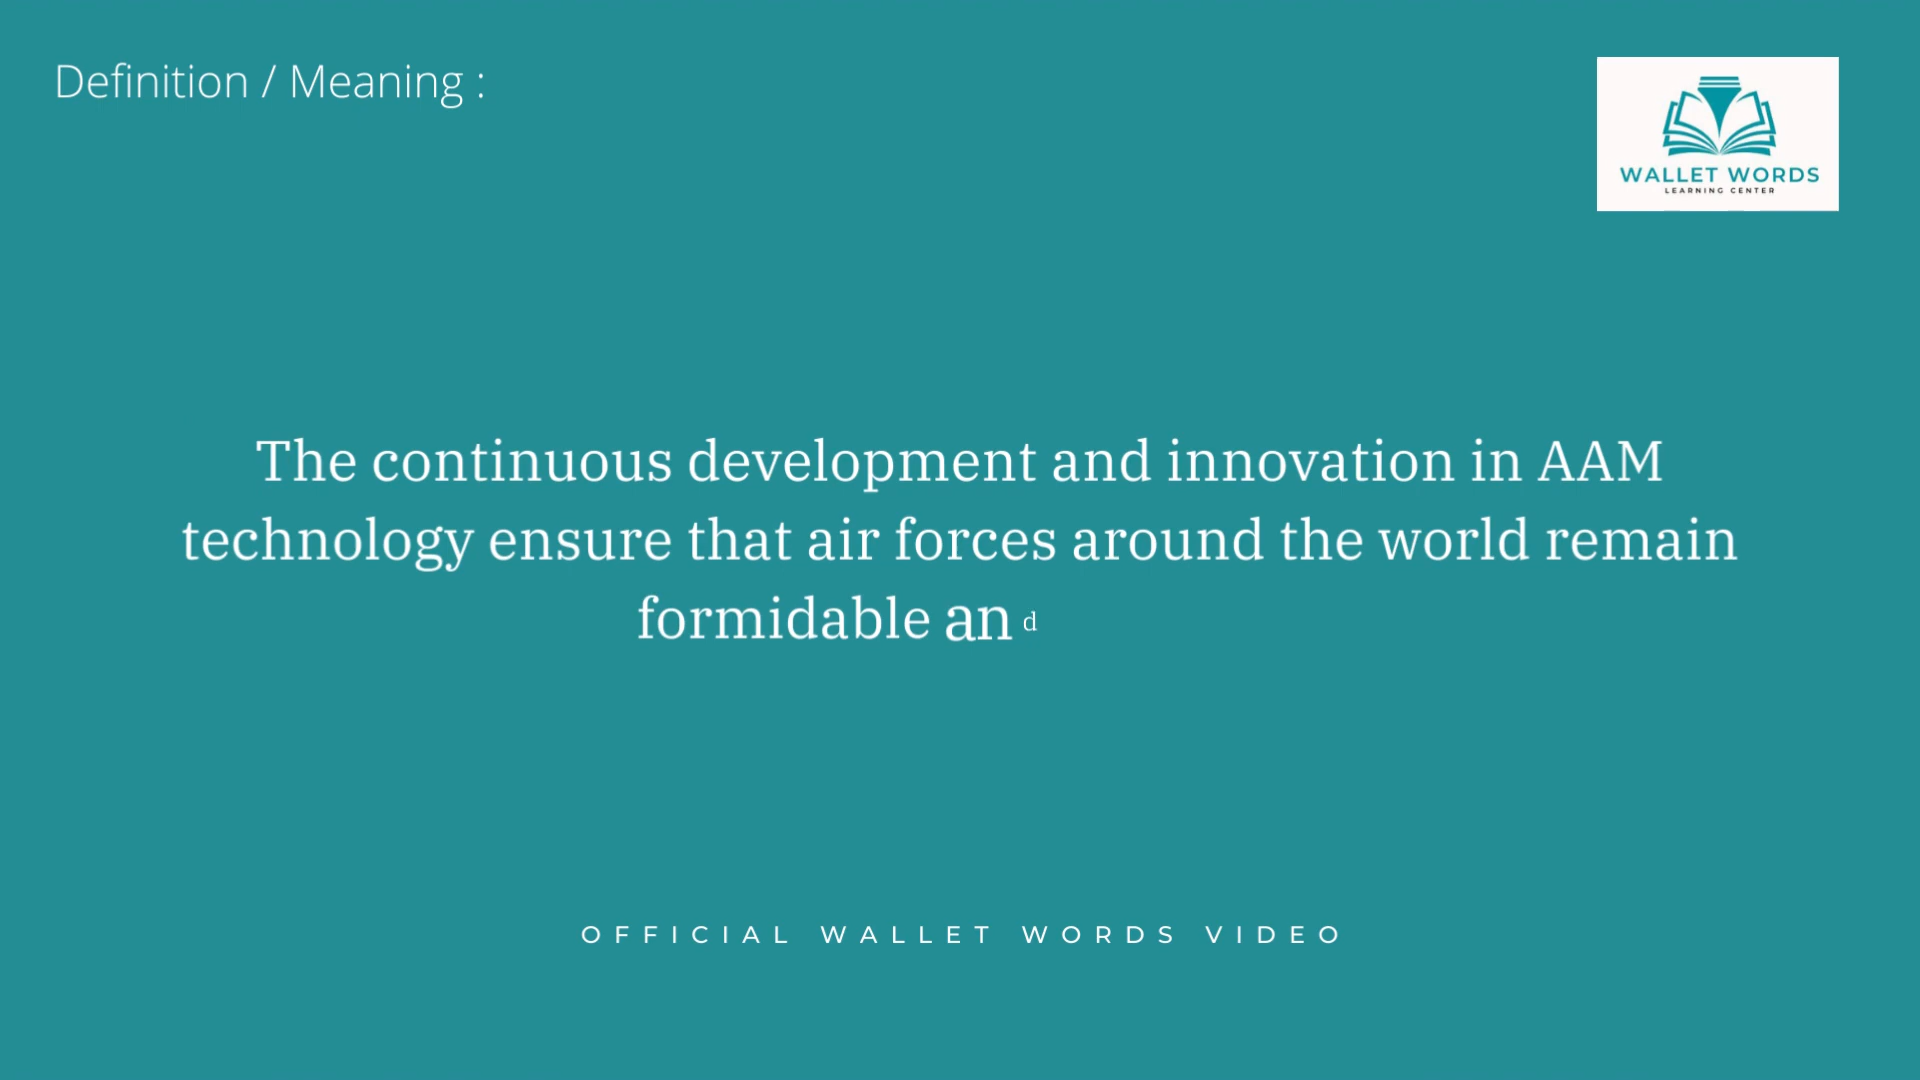 Definition / Meaning :
WALLET WORDS
LEARNING CENTER
The continuous development and innovation in AAM
technology ensure that air forces around the world remain
formidable and
OFFICIAL WALLET WORDS VIDEO